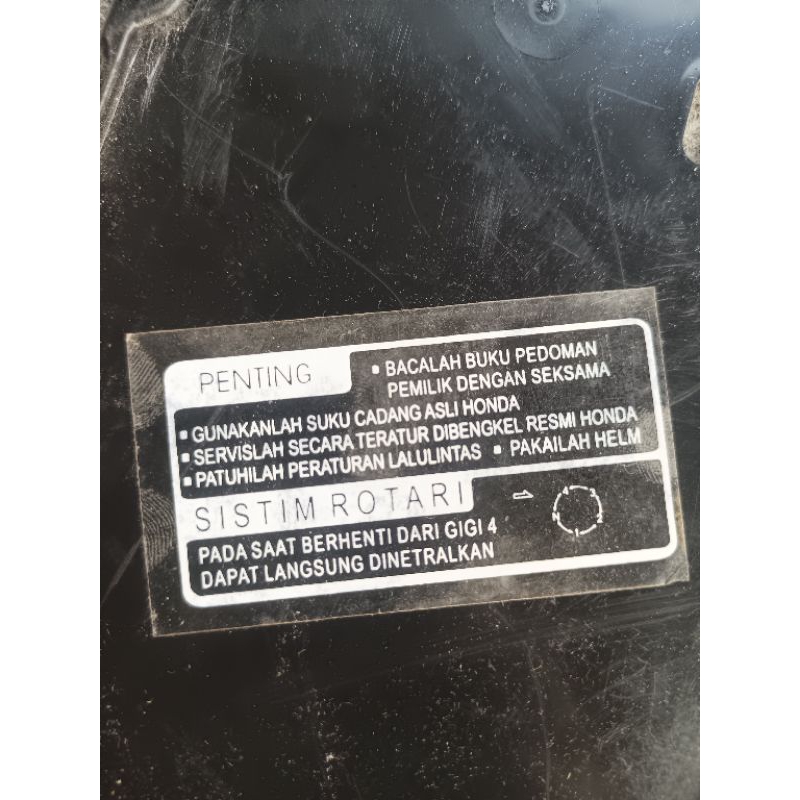 PENTING
▪ BACALAH BUKU PEDOMAN
PEMILIK DENGAN SEKSAMA
▪ GUNAKANLAH SUKU CADANG ASLI HONDA
▪ SERVISLAH SECARA TERATUR DIBENGKEL RESMI HONDA
▪ PATUHILAH PERATURAN LALULINTAS ▪ PAKAILAH HELM
SISTIM ROTARI
PADA SAAT BERHENTI DARI GIGI 4
DAPAT LANGSUNG DINETRALKAN